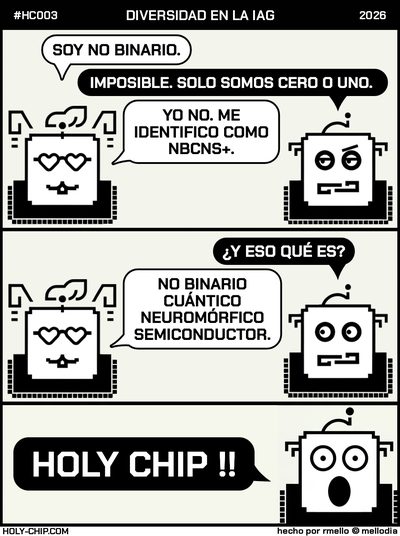 #HC003
DIVERSIDAD EN LA IAG
2026
SOY NO BINARIO.
IMPOSIBLE. SOLO SOMOS CERO O UNO.
YO NO. ME
IDENTIFICO COMO
NBCNS+.
¿Y ESO QUÉ ES?
NO BINARIO
CUÁNTICO
NEUROMÓRFICO
SEMICONDUCTOR.
HOLY CHIP !!
HOLY-CHIP.COM
hecho por rmello @ mellodia